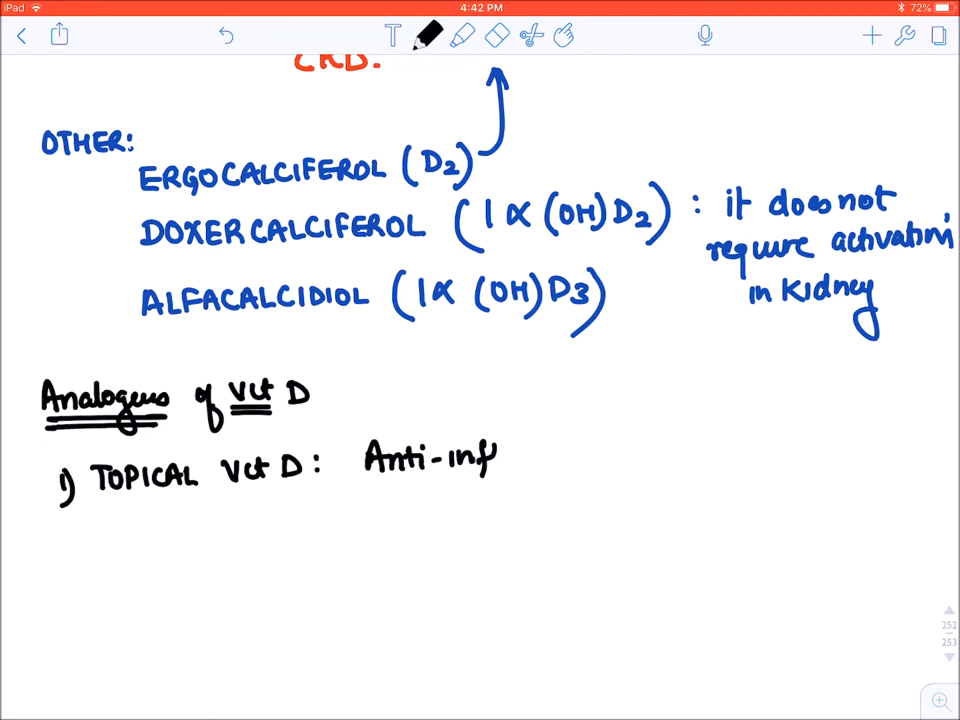 iPad 4:42 PM 72%
T
CRD.
OTHER:
ERGOCALCIFEROL (D2)
DOXERCALCIFEROL (1α (OH) D2) : it does not
require activation
in Kidney
ALFACALCIDIOL (1α (OH) D3)
Analogues of Vit D
1) TOPICAL Vit D: Anti-inf
252
253